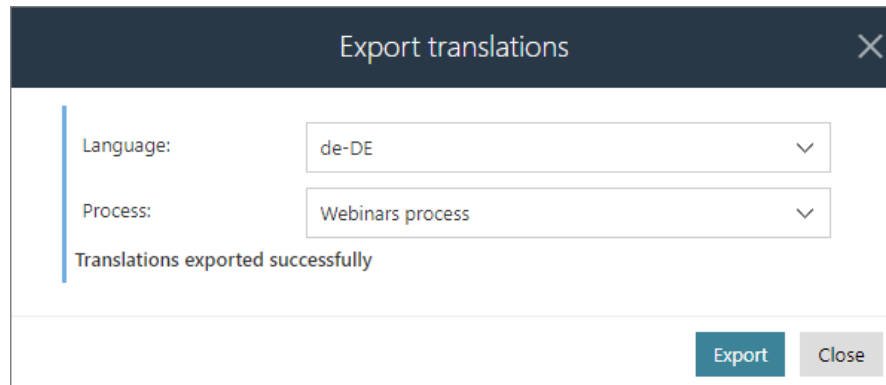 Export translations
Language:
de-DE
Process:
Webinars process
Translations exported successfully
Export
Close